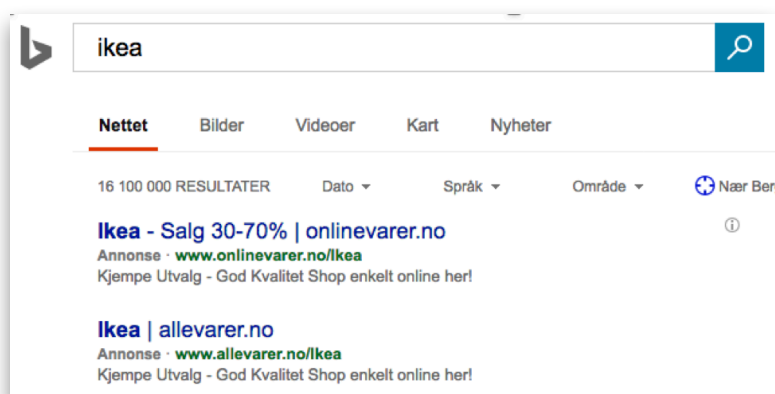 ikea
Nettet Bilder Videoer Kart Nyheter
16 100 000 RESULTATER Dato Språk Område Nær
Ikea - Salg 30-70% | onlinevarer.no
Annonse · www.onlinevarer.no/Ikea
Kjempe Utvalg - God Kvalitet Shop enkelt online her!
Ikea | allevarer.no
Annonse · www.allevarer.no/Ikea
Kjempe Utvalg - God Kvalitet Shop enkelt online her!